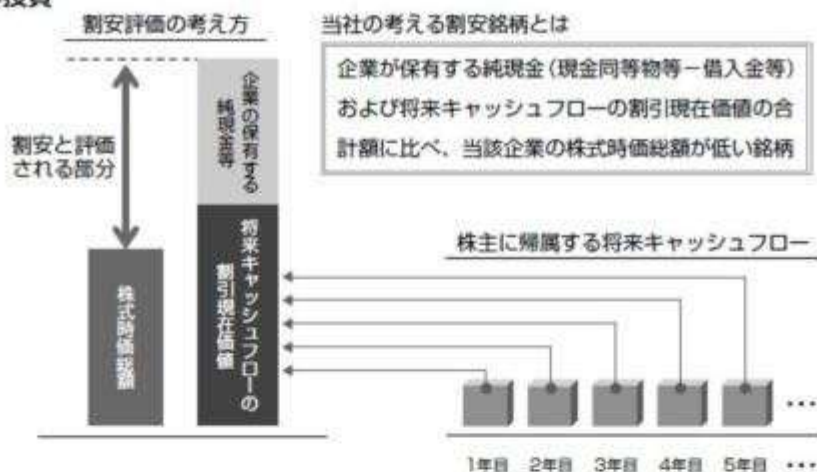 投資
割安評価の考え方
当社の考える割安銘柄とは
企業が保有する純現金(現金同等物等－借入金等)
および将来キャッシュフローの割引現在価値の合
計額に比べ、当該企業の株式時価総額が低い銘柄
割安と評価
される部分
企業の保有する
純現金等
株式時価総額
将来キャッシュフローの
割引現在価値
株主に帰属する将来キャッシュフロー
…
1年目 2年目 3年目 4年目 5年目 …